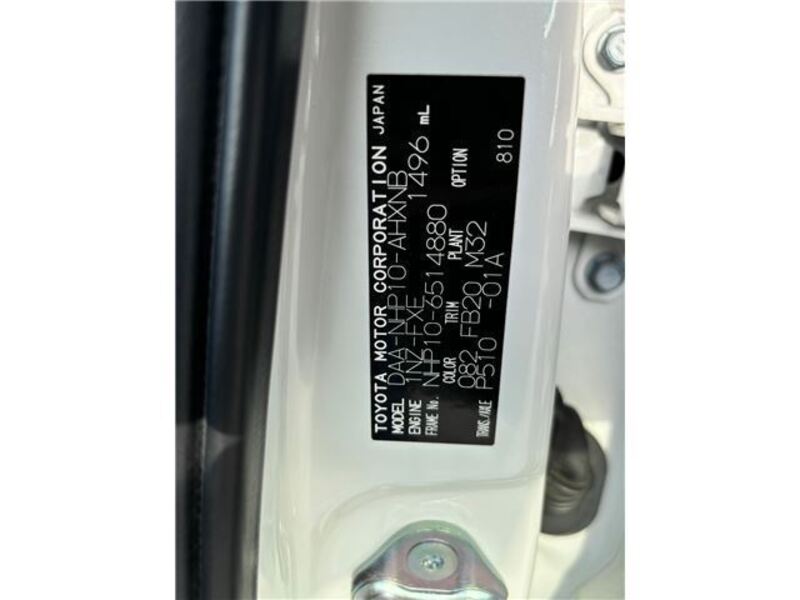 TOYOTA MOTOR CORPORATION JAPAN
MODEL DAA-NHP10-AHXNB
ENGINE 1NZ-FXE 1496 mL
FRAME No. NHP10-6514880
COLOR TRIM PLANT OPTION
082 FB20 M32
TRANS./AXLE P510 -01A 810